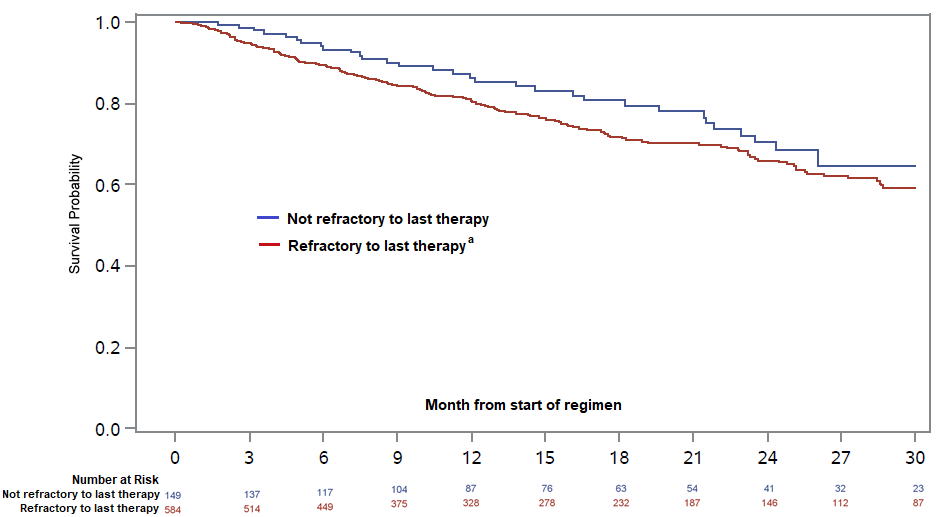 1.0
0.8
0.6
0.4
0.2
0.0
Survival Probability
Not refractory to last therapy
Refractory to last therapy a
Month from start of regimen
0 3 6 9 12 15 18 21 24 27 30
Number at Risk
Not refractory to last therapy 149 137 117 104 87 76 63 54 41 32 23
Refractory to last therapy 584 514 449 375 328 278 232 187 146 112 87